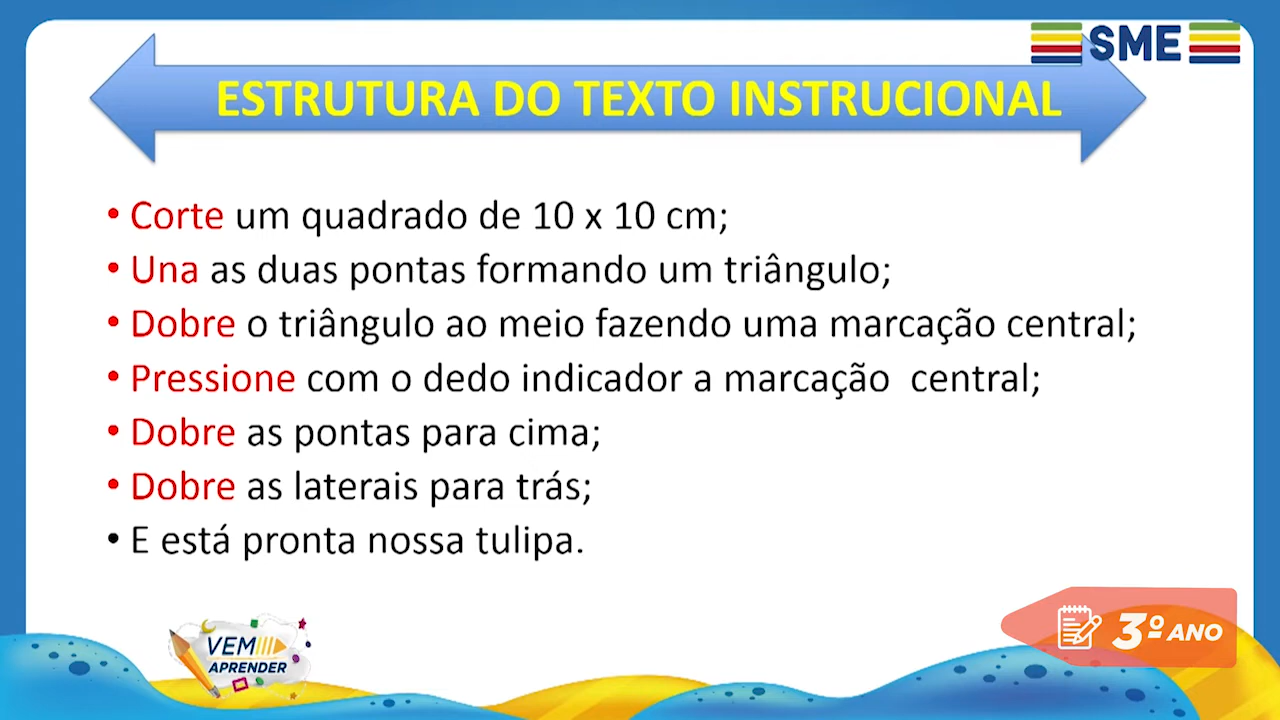 SME
ESTRUTURA DO TEXTO INSTRUCIONAL
• Corte um quadrado de 10 x 10 cm;
• Una as duas pontas formando um triângulo;
• Dobre o triângulo ao meio fazendo uma marcação central;
• Pressione com o dedo indicador a marcação  central;
• Dobre as pontas para cima;
• Dobre as laterais para trás;
• E está pronta nossa tulipa.
VEM
APRENDER
3º ANO